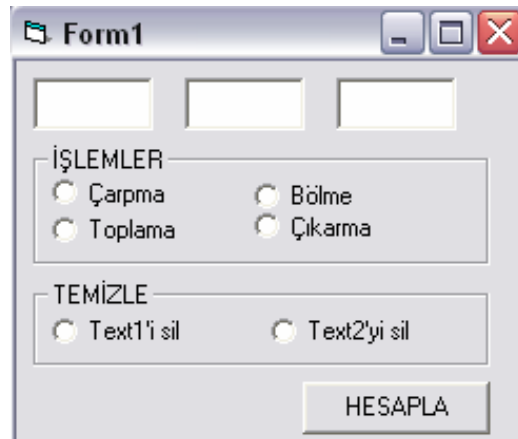 Form1
İŞLEMLER
Çarpma Bölme
Toplama Çıkarma
TEMİZLE
Text1'i sil Text2'yi sil
HESAPLA